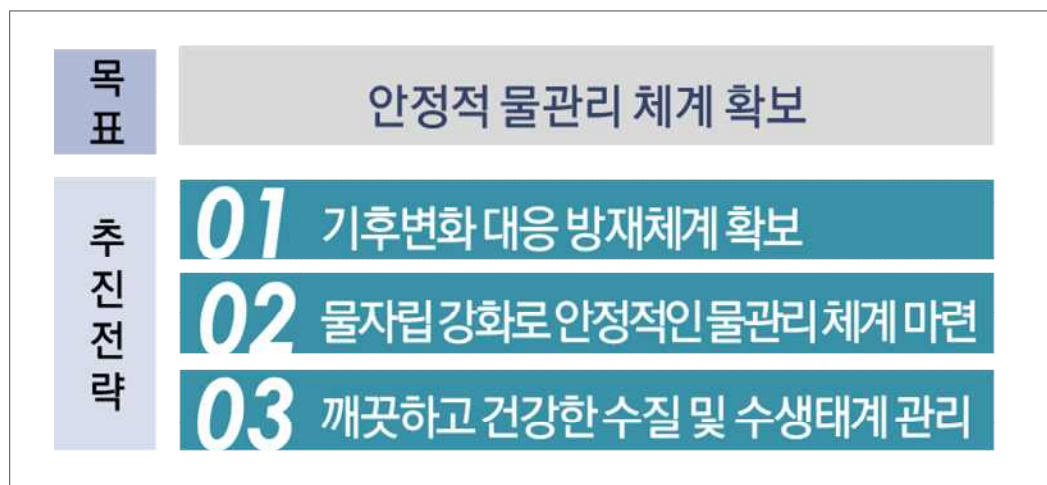 목표
안정적 물관리 체계 확보
추진전략
01 기후변화 대응 방재체계 확보
02 물자립 강화로 안정적인 물관리 체계 마련
03 깨끗하고 건강한 수질 및 수생태계 관리